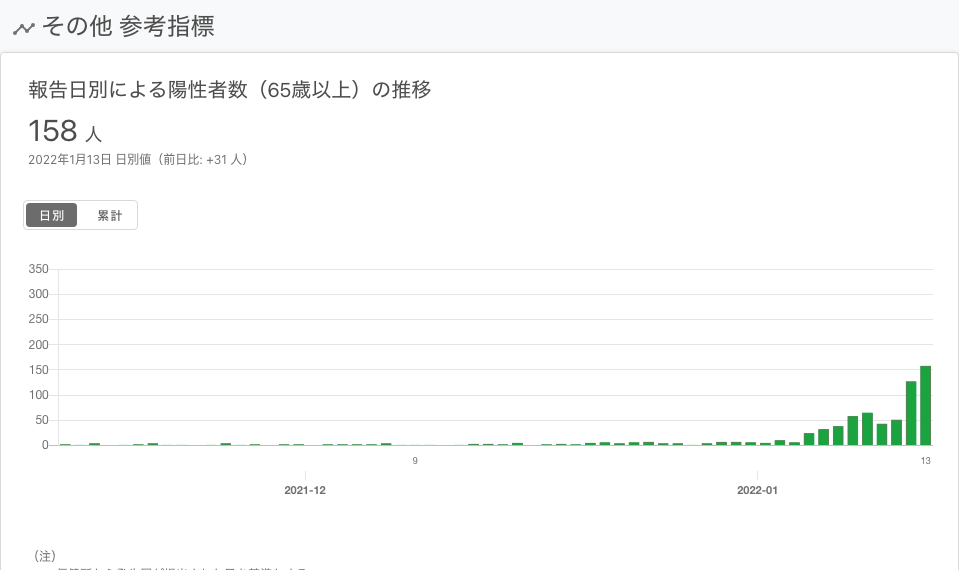 その他 参考指標
報告日別による陽性者数（65歳以上）の推移
158 人
2022年1月13日 日別値（前日比: +31 人）
日別 累計
350
300
250
200
150
100
50
0
9 13
2021-12 2022-01
（注）